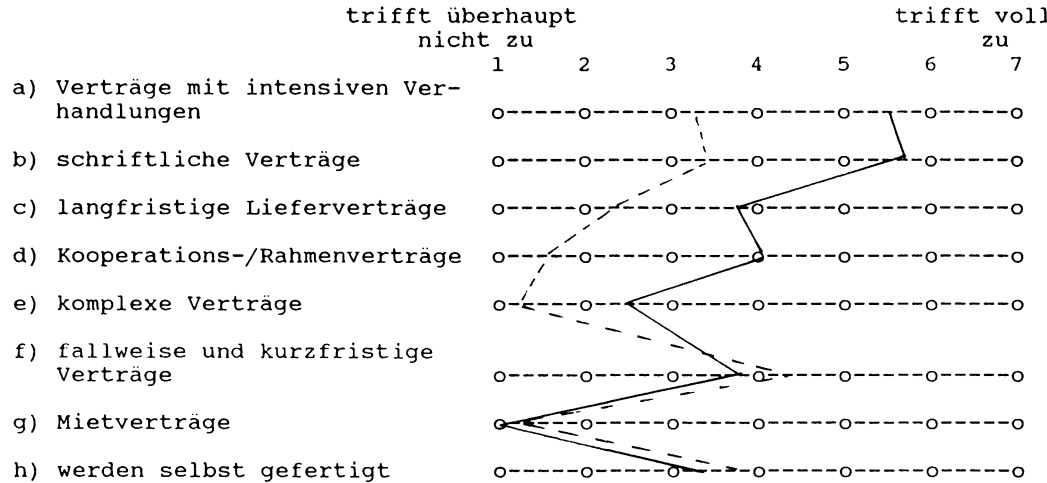 trifft überhaupt trifft voll
nicht zu zu
1 2 3 4 5 6 7
a) Verträge mit intensiven Ver-
handlungen
b) schriftliche Verträge
c) langfristige Lieferverträge
d) Kooperations-/Rahmenverträge
e) komplexe Verträge
f) fallweise und kurzfristige
Verträge
g) Mietverträge
h) werden selbst gefertigt